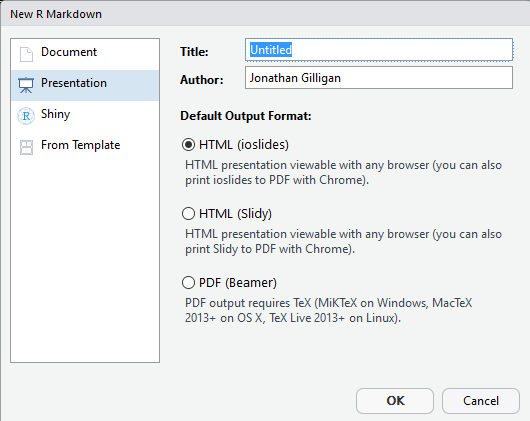 New R Markdown
Document
Presentation
Shiny
From Template
Title: Untitled
Author: Jonathan Gilligan
Default Output Format:
HTML (ioslides)
HTML presentation viewable with any browser (you can also
print ioslides to PDF with Chrome).
HTML (Slidy)
HTML presentation viewable with any browser (you can also
print Slidy to PDF with Chrome).
PDF (Beamer)
PDF output requires TeX (MiKTeX on Windows, MacTeX
2013+ on OS X, TeX Live 2013+ on Linux).
OK Cancel